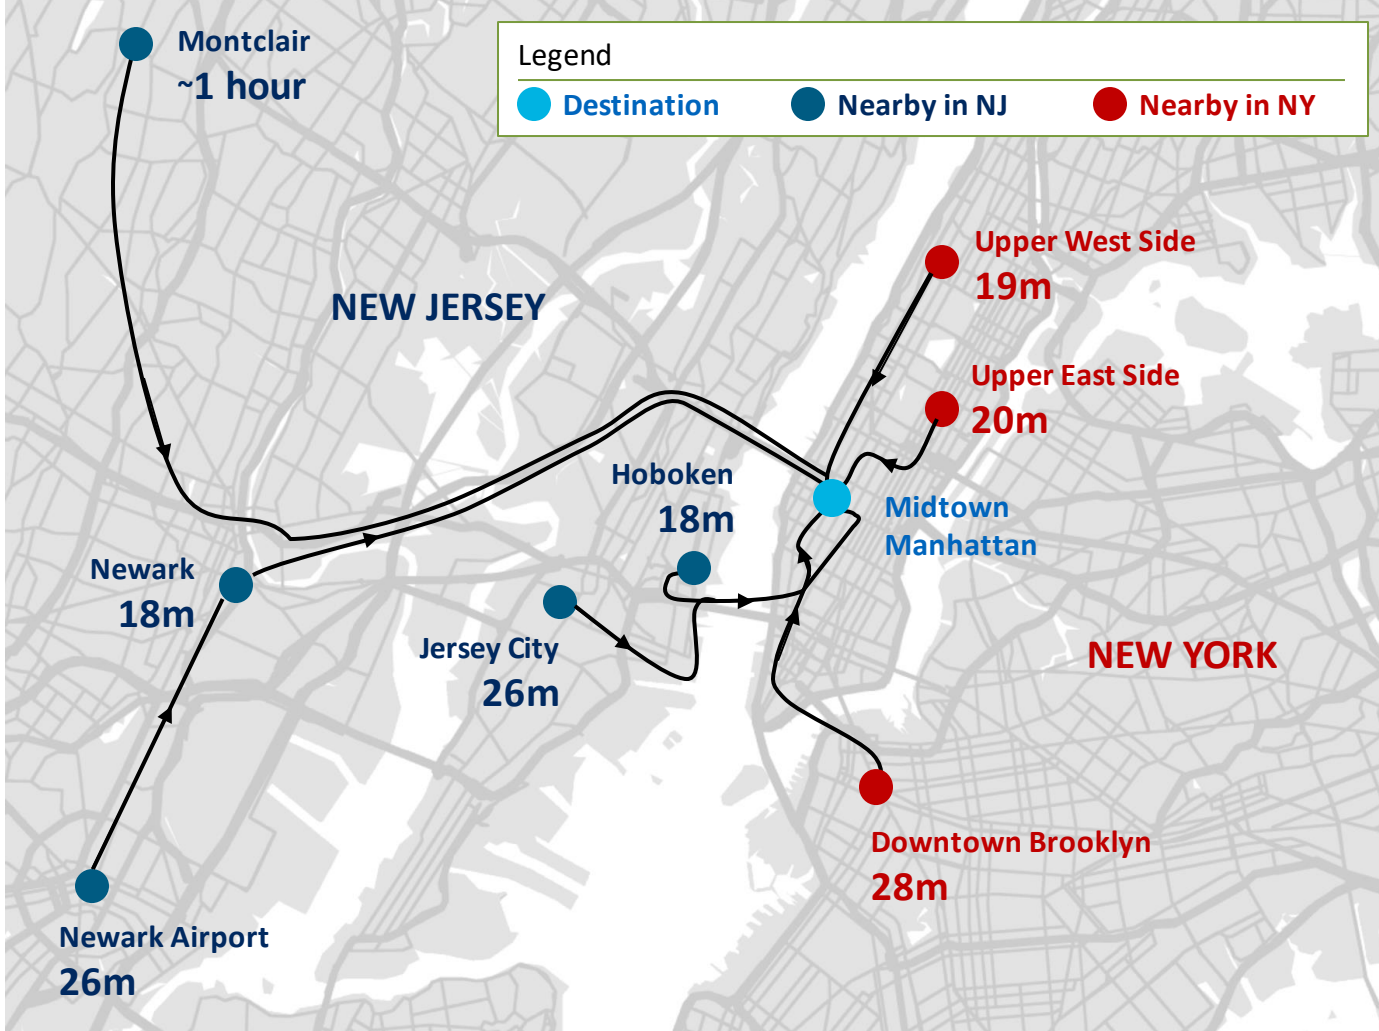 Montclair
~1 hour
Legend
Destination
Nearby in NJ
Nearby in NY
Upper West Side
19m
NEW JERSEY
Upper East Side
20m
Hoboken
18m
Midtown
Manhattan
Newark
18m
Jersey City
26m
NEW YORK
Downtown Brooklyn
28m
Newark Airport
26m